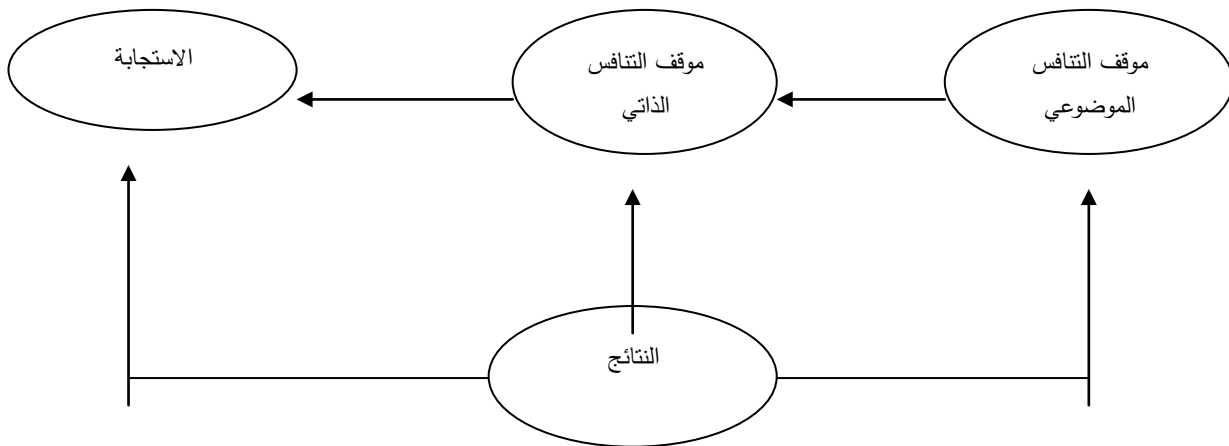 موقف التنافس
الموضوعي
موقف التنافس
الذاتي
الاستجابة
النتائج